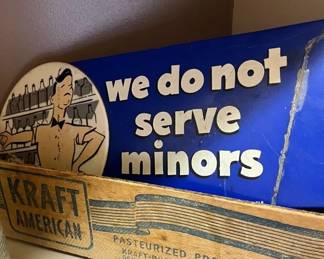 we do not
serve
minors
KRAFT
AMERICAN
PASTEURIZED